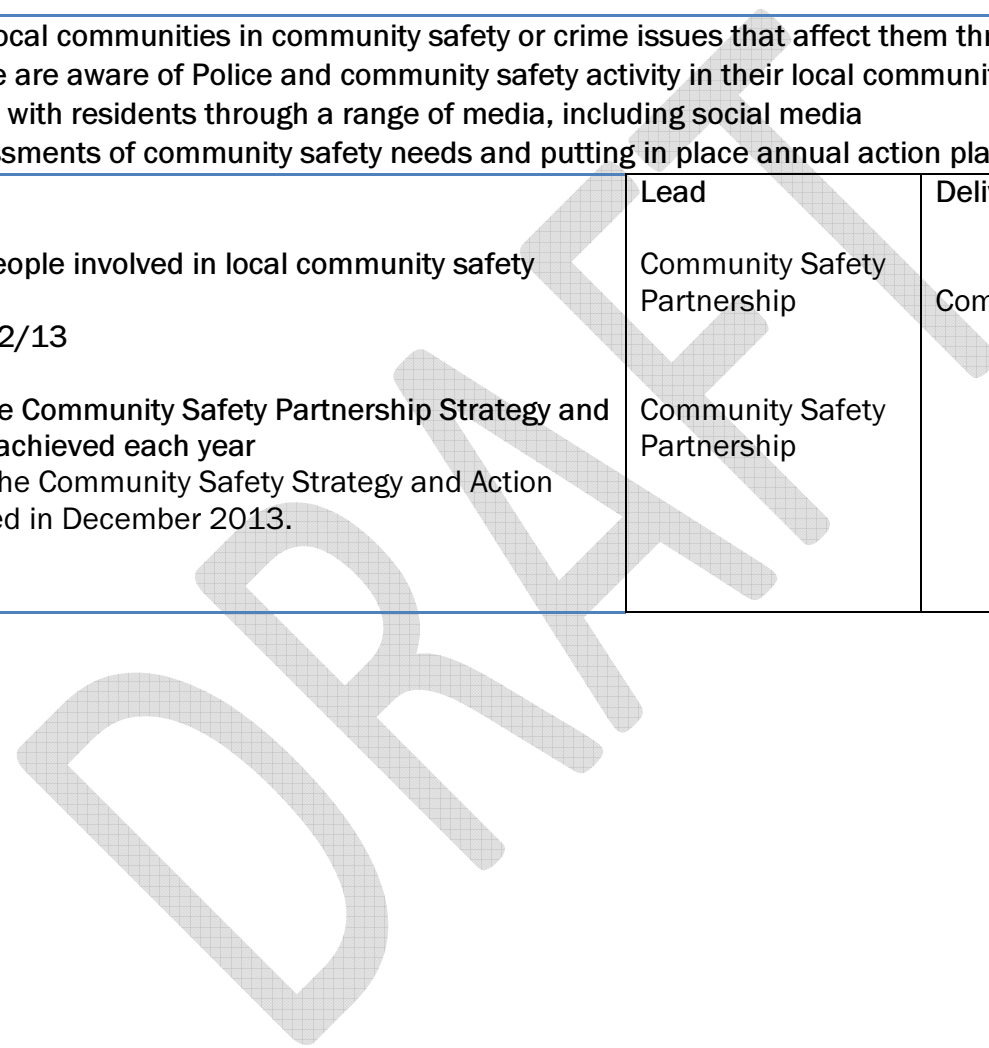 ocal communities in community safety or crime issues that affect them thr
e are aware of Police and community safety activity in their local communit
with residents through a range of media, including social media
ssments of community safety needs and putting in place annual action pla
Lead Deli
eople involved in local community safety Community Safety
Partnership Com
2/13
e Community Safety Partnership Strategy and Community Safety
achieved each year Partnership
he Community Safety Strategy and Action
ed in December 2013.
DRAFT